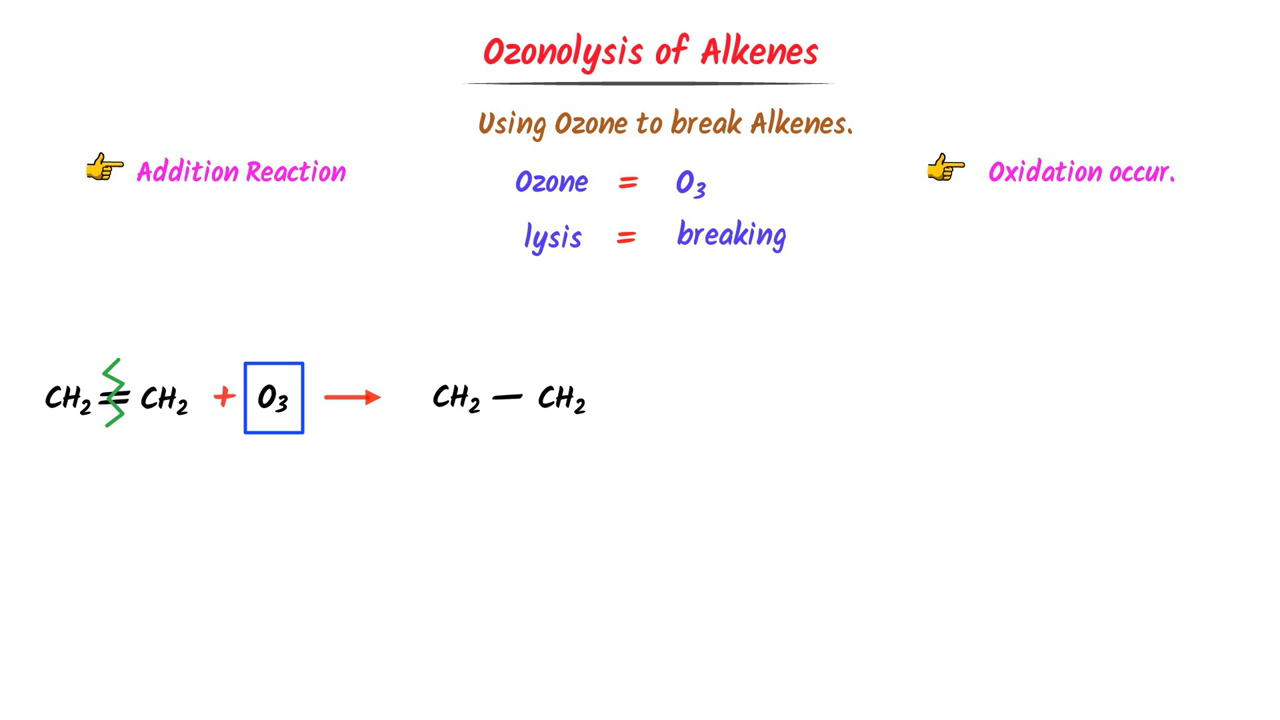 Ozonolysis of Alkenes
Using Ozone to break Alkenes.
👉 Addition Reaction
Ozone = O₃
👉 Oxidation occur.
lysis = breaking
CH₂ = CH₂ + O₃ → CH₂ — CH₂